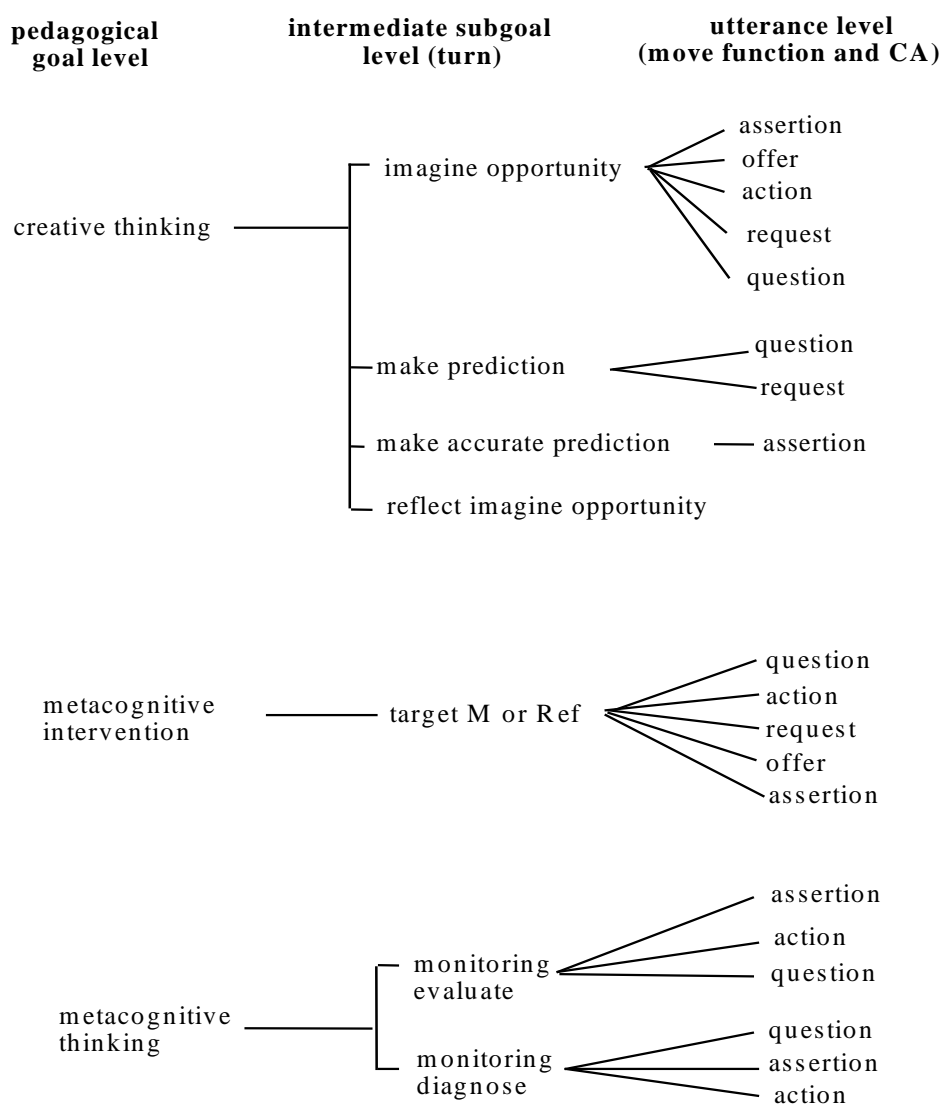 pedagogical
goal level
intermediate subgoal
level (turn)
utterance level
(move function and CA)
creative thinking
imagine opportunity
assertion
offer
action
request
question
make prediction
question
request
make accurate prediction
assertion
reflect imagine opportunity
metacognitive
intervention
target M or Ref
question
action
request
offer
assertion
metacognitive
thinking
monitoring
evaluate
assertion
action
question
monitoring
diagnose
question
assertion
action